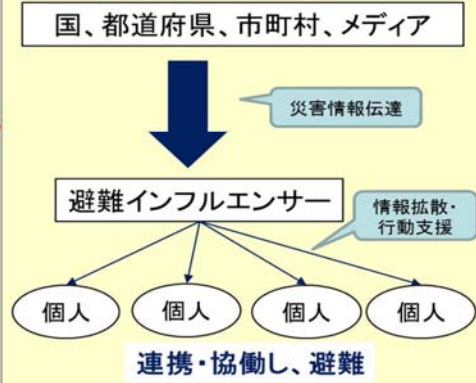 国、都道府県、市町村、メディア
災害情報伝達
避難インフルエンサー
情報拡散・
行動支援
個人 個人 個人 個人
連携・協働し、避難